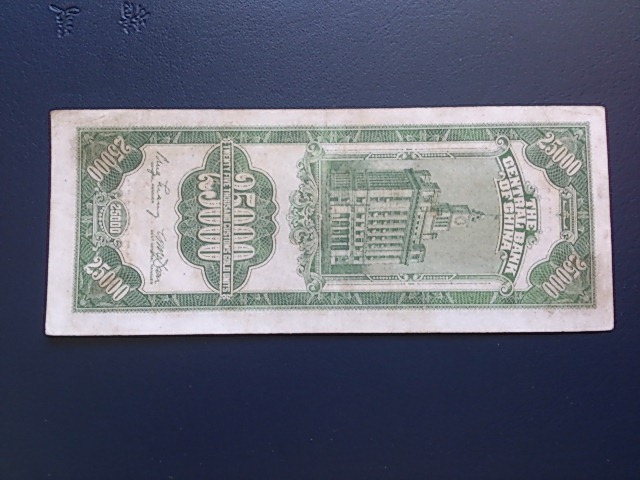 25000 25000
THE
CENTRAL BANK
OF CHINA
25000
TWENTY FIVE THOUSAND CUSTOMS GOLD UNITS
25000
25000 25000